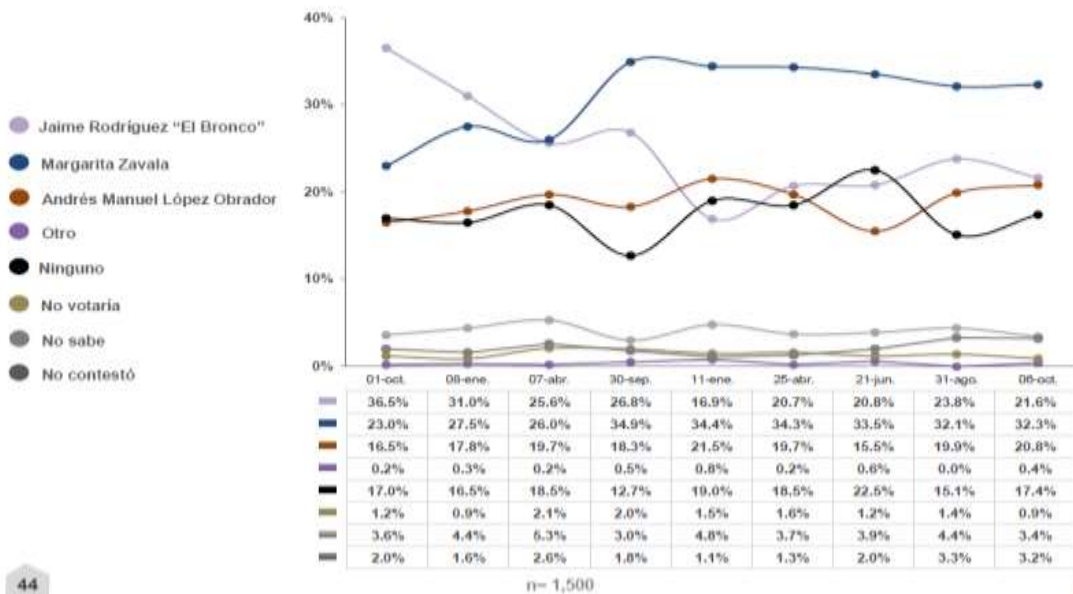 40%
30%
20%
10%
0%
Jaime Rodríguez “El Bronco”
Margarita Zavala
Andrés Manuel López Obrador
Otro
Ninguno
No votaría
No sabe
No contestó
01-oct. 09-ene. 07-abr. 30-sep. 11-ene. 25-abr. 21-jun. 31-ago. 06-oct.
36.5% 31.0% 25.6% 26.8% 16.9% 20.7% 20.8% 23.8% 21.6%
23.0% 27.5% 26.0% 34.9% 34.4% 34.3% 33.5% 32.1% 32.3%
16.5% 17.8% 19.7% 18.3% 21.5% 19.7% 15.5% 19.9% 20.8%
0.2% 0.3% 0.2% 0.5% 0.8% 0.2% 0.6% 0.0% 0.4%
17.0% 16.5% 18.5% 12.7% 19.0% 18.5% 22.5% 15.1% 17.4%
1.2% 0.9% 2.1% 2.0% 1.5% 1.6% 1.2% 1.4% 0.9%
3.6% 4.4% 5.3% 3.0% 4.8% 3.7% 3.9% 4.4% 3.4%
2.0% 1.6% 2.6% 1.8% 1.1% 1.3% 2.0% 3.3% 3.2%
44
n= 1,500